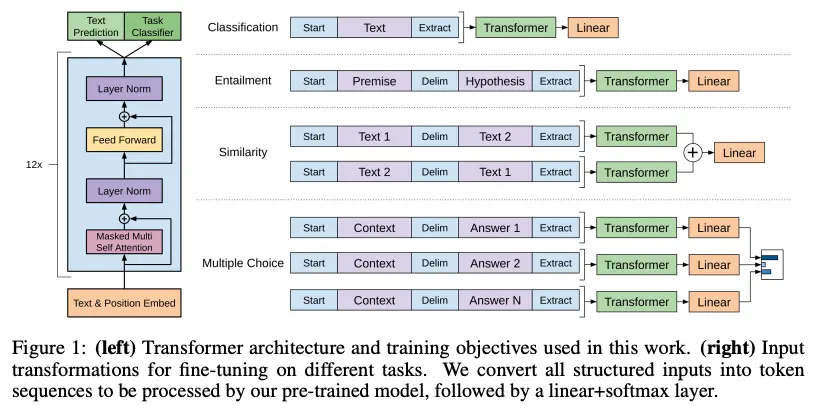 Text Prediction
Task Classifier
12x
Layer Norm
+
Feed Forward
Layer Norm
+
Masked Multi
Self Attention
Text & Position Embed
Classification Start Text Extract Transformer Linear
Entailment Start Premise Delim Hypothesis Extract Transformer Linear
Similarity
Start Text 1 Delim Text 2 Extract Transformer
Start Text 2 Delim Text 1 Extract Transformer
+ Linear
Multiple Choice
Start Context Delim Answer 1 Extract Transformer Linear
Start Context Delim Answer 2 Extract Transformer Linear
Start Context Delim Answer N Extract Transformer Linear
Figure 1: (left) Transformer architecture and training objectives used in this work. (right) Input
transformations for fine-tuning on different tasks. We convert all structured inputs into token
sequences to be processed by our pre-trained model, followed by a linear+softmax layer.